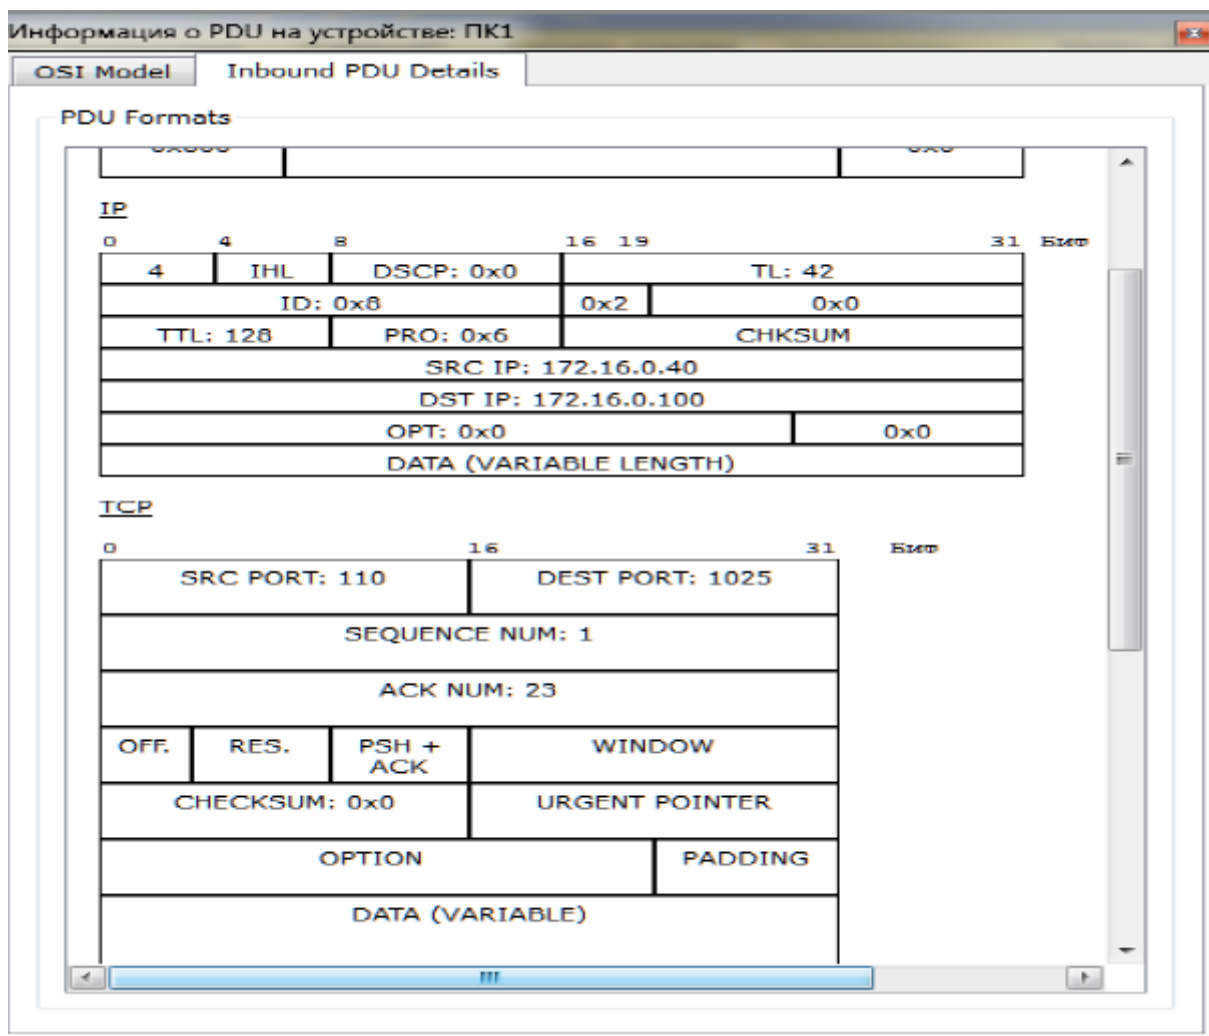 Информация о PDU на устройстве: ПК1
OSI Model Inbound PDU Details
PDU Formats
IP
0 4 8 16 19 31 Бит
4 IHL DSCP: 0x0 TL: 42
ID: 0x8 0x2 0x0
TTL: 128 PRO: 0x6 CHKSUM
SRC IP: 172.16.0.40
DST IP: 172.16.0.100
OPT: 0x0 0x0
DATA (VARIABLE LENGTH)
TCP
0 16 31 Бит
SRC PORT: 110 DEST PORT: 1025
SEQUENCE NUM: 1
ACK NUM: 23
OFF. RES. PSH + ACK WINDOW
CHECKSUM: 0x0 URGENT POINTER
OPTION PADDING
DATA (VARIABLE)